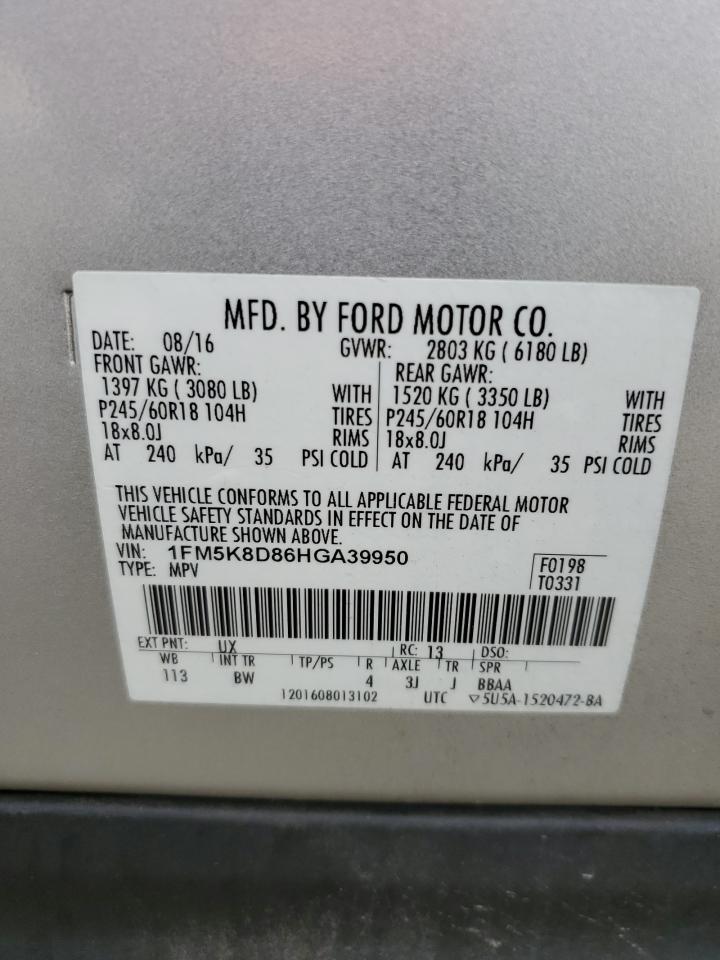 MFD. BY FORD MOTOR CO.
DATE: 08/16 GVWR: 2803 KG ( 6180 LB)
FRONT GAWR: REAR GAWR:
1397 KG ( 3080 LB) WITH 1520 KG ( 3350 LB) WITH
P245/60R18 104H TIRES P245/60R18 104H TIRES
18x8.0J RIMS 18x8.0J RIMS
AT 240 kPa/ 35 PSI COLD AT 240 kPa/ 35 PSI COLD
THIS VEHICLE CONFORMS TO ALL APPLICABLE FEDERAL MOTOR
VEHICLE SAFETY STANDARDS IN EFFECT ON THE DATE OF
MANUFACTURE SHOWN ABOVE.
VIN: 1FM5K8D86HGA39950 F0198
TYPE: MPV T0331
EXT PNT: UX RC: 13 DSO:
WB INT TR TP/PS R AXLE TR SPR
113 BW 4 3J J BBAA
1201608013102 UTC ▽5U5A-1520472-BA